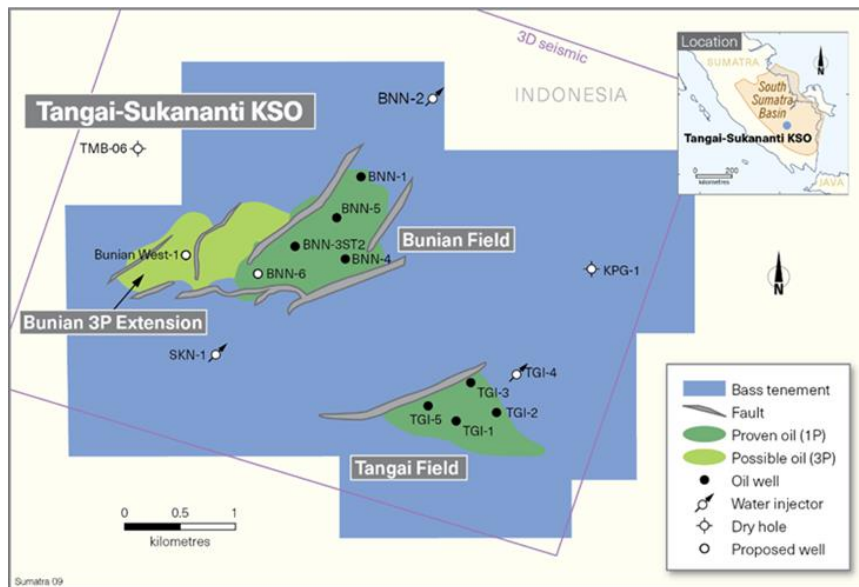 3D seismic
Location
SUMATRA
N
South
Sumatra
Basin
Tangai-Sukananti KSO
0 200
kilometres
JAVA
INDONESIA
BNN-2
Tangai-Sukananti KSO
TMB-06
BNN-1
BNN-5
Bunian Field
BNN-3ST2
Bunian West-1
BNN-4
BNN-6
KPG-1
N
Bunian 3P Extension
SKN-1
TGI-4
TGI-3
TGI-5
TGI-2
TGI-1
Tangai Field
Bass tenement
Fault
Proven oil (1P)
Possible oil (3P)
Oil well
Water injector
Dry hole
Proposed well
0 0.5 1
kilometres
Sumatra 09